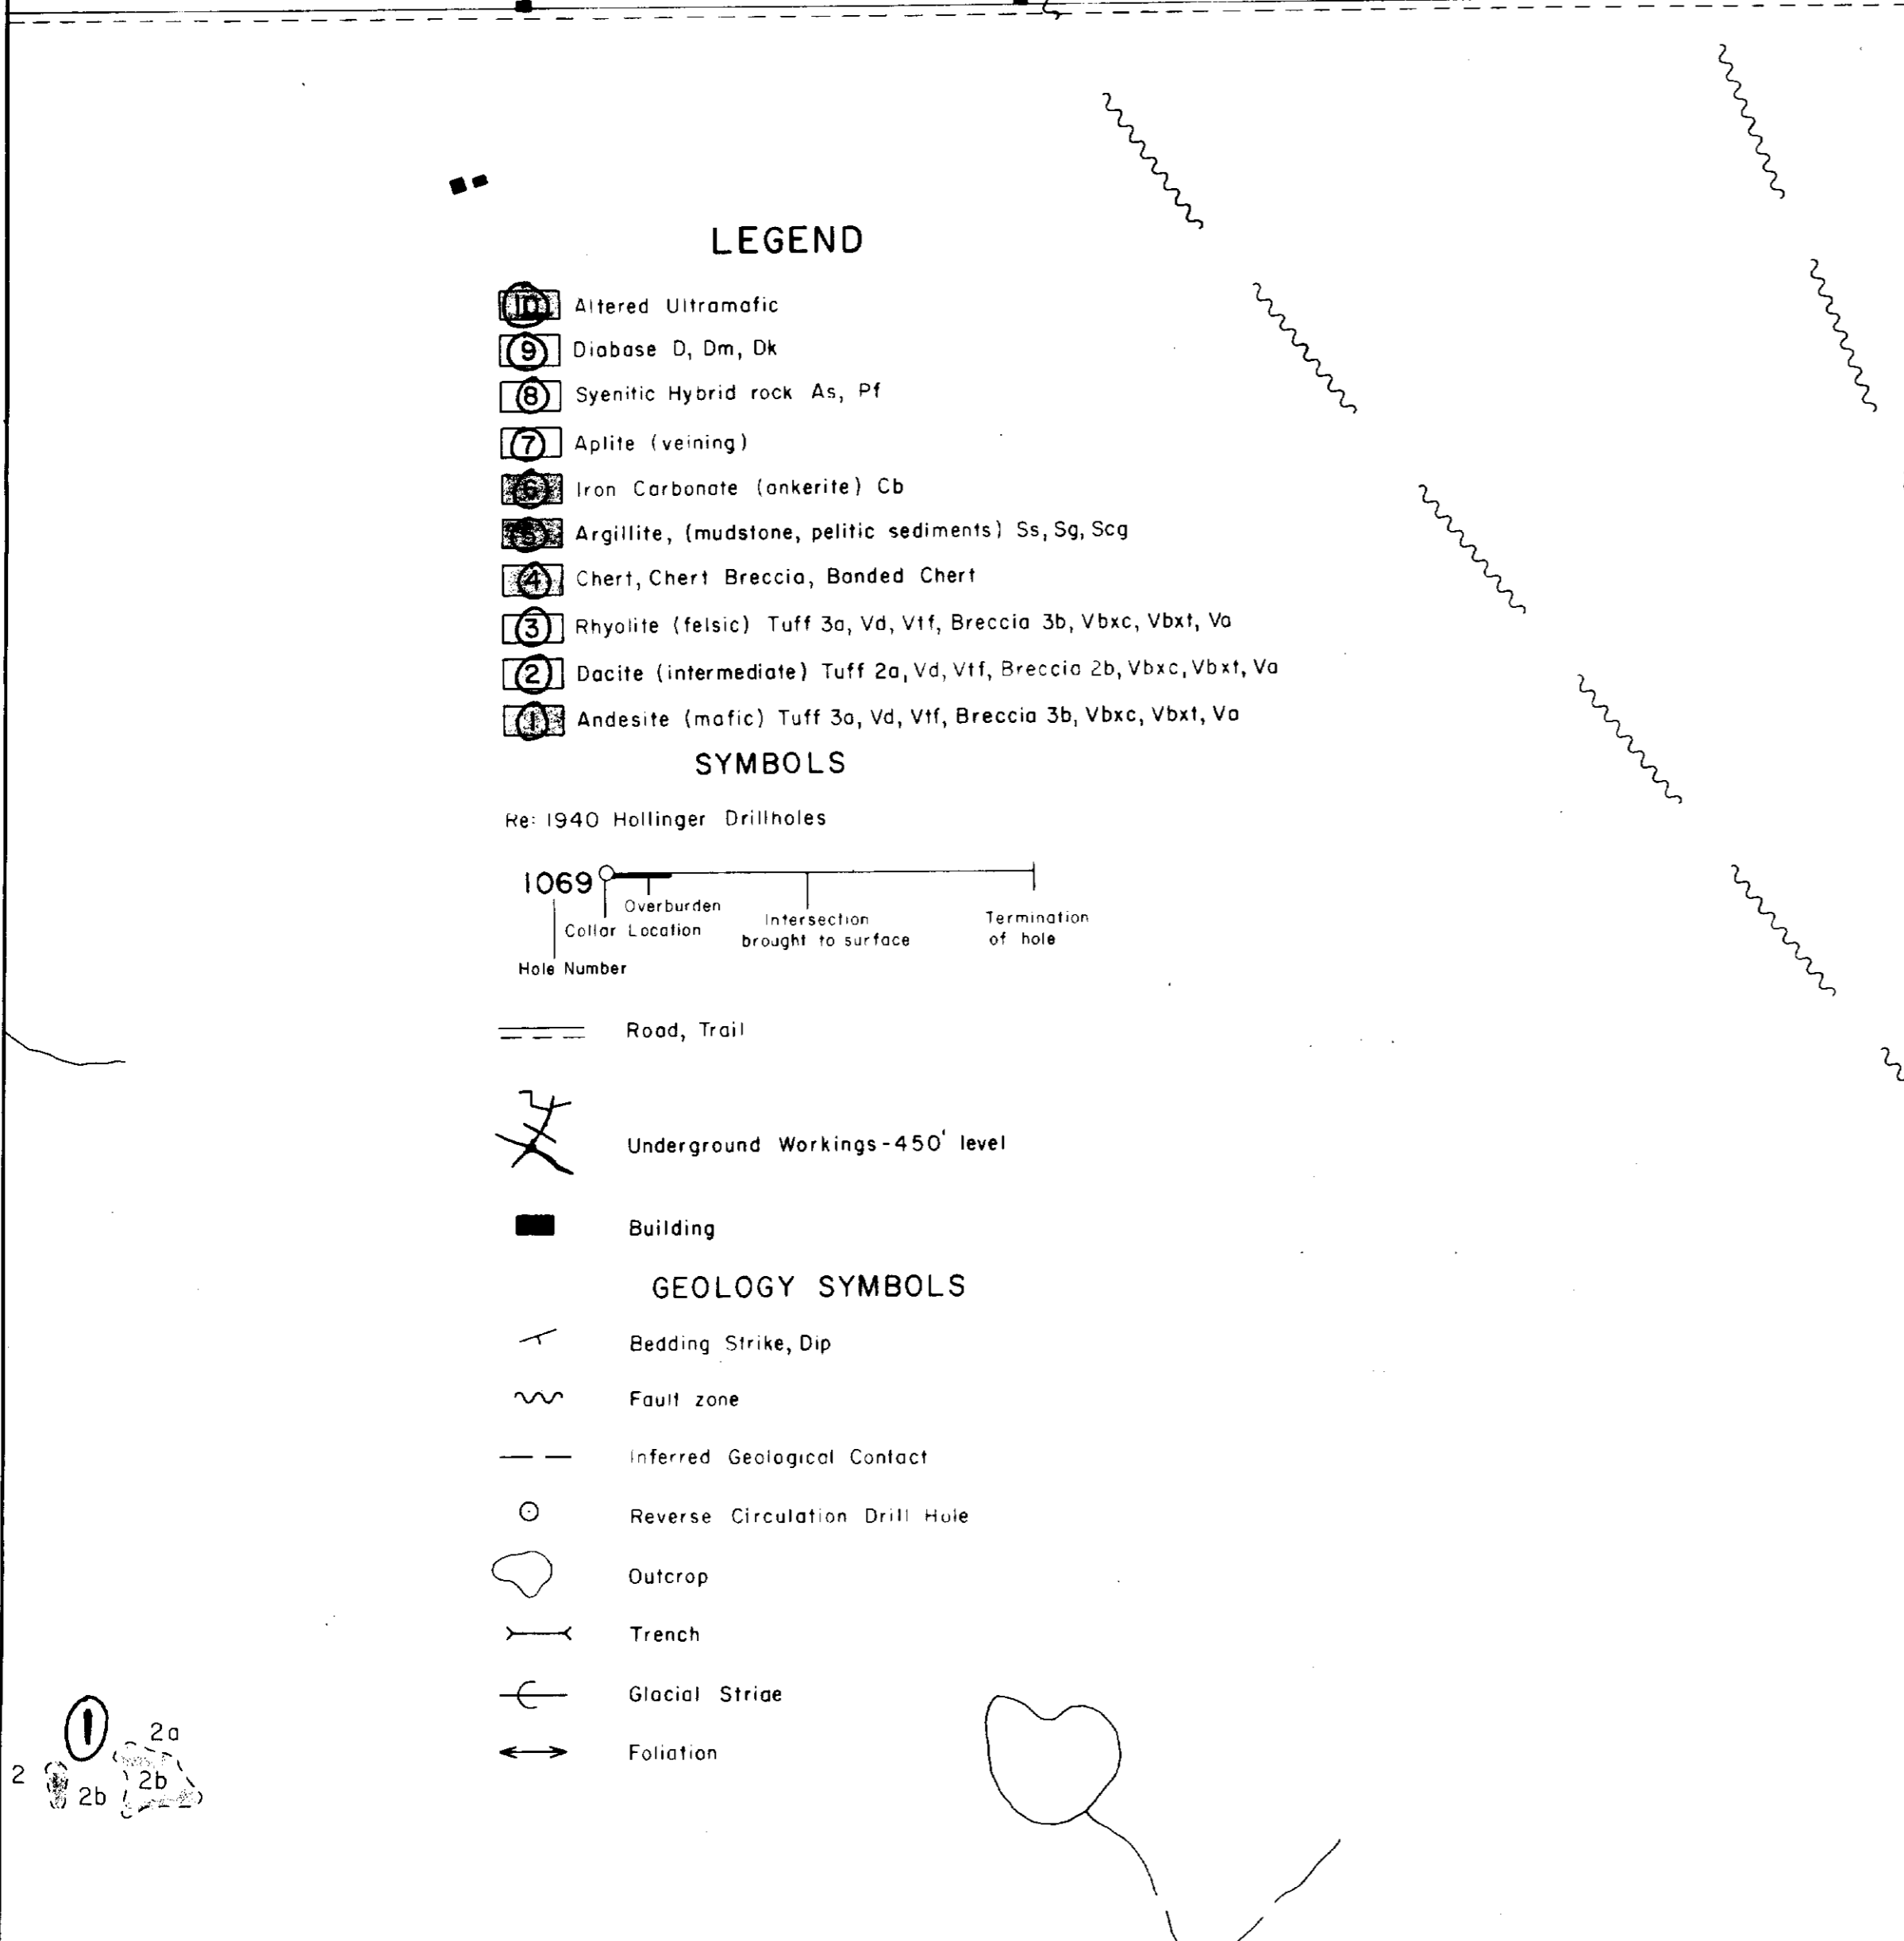 LEGEND
10 Altered Ultramafic
9 Diabase D, Dm, Dk
8 Syenitic Hybrid rock As, Pf
7 Aplite (veining)
6 Iron Carbonate (ankerite) Cb
5 Argillite, (mudstone, pelitic sediments) Ss, Sg, Scg
4 Chert, Chert Breccia, Banded Chert
3 Rhyolite (felsic) Tuff 3a, Vd, Vtf, Breccia 3b, Vbxc, Vbxt, Va
2 Dacite (intermediate) Tuff 2a, Vd, Vtf, Breccia 2b, Vbxc, Vbxt, Va
1 Andesite (mafic) Tuff 3a, Vd, Vtf, Breccia 3b, Vbxc, Vbxt, Va
SYMBOLS
Re: 1940 Hollinger Drillholes
1069
Overburden
Collar Location
Hole Number
Intersection
brought to surface
Termination
of hole
Road, Trail
Underground Workings-450' level
Building
GEOLOGY SYMBOLS
Bedding Strike, Dip
Fault zone
Inferred Geological Contact
Reverse Circulation Drill Hole
Outcrop
Trench
Glacial Striae
Foliation
1
2a
2
2b
2b